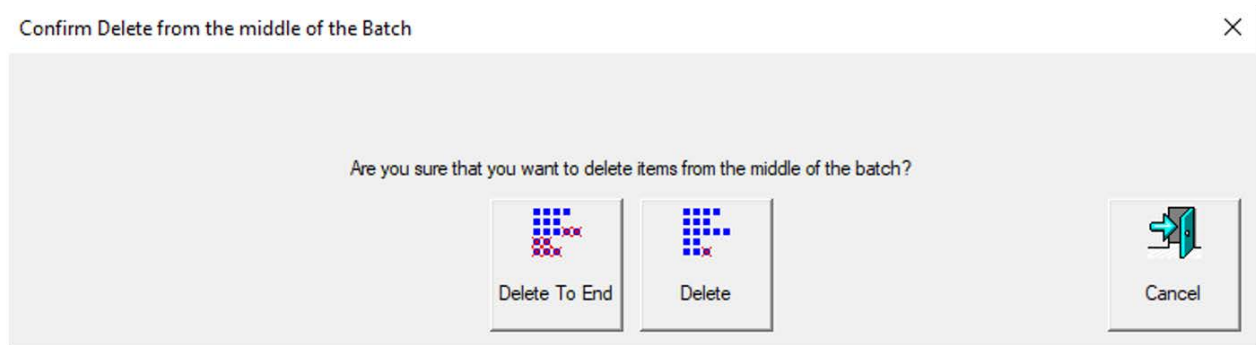 Confirm Delete from the middle of the Batch
Are you sure that you want to delete items from the middle of the batch?
Delete To End
Delete
Cancel